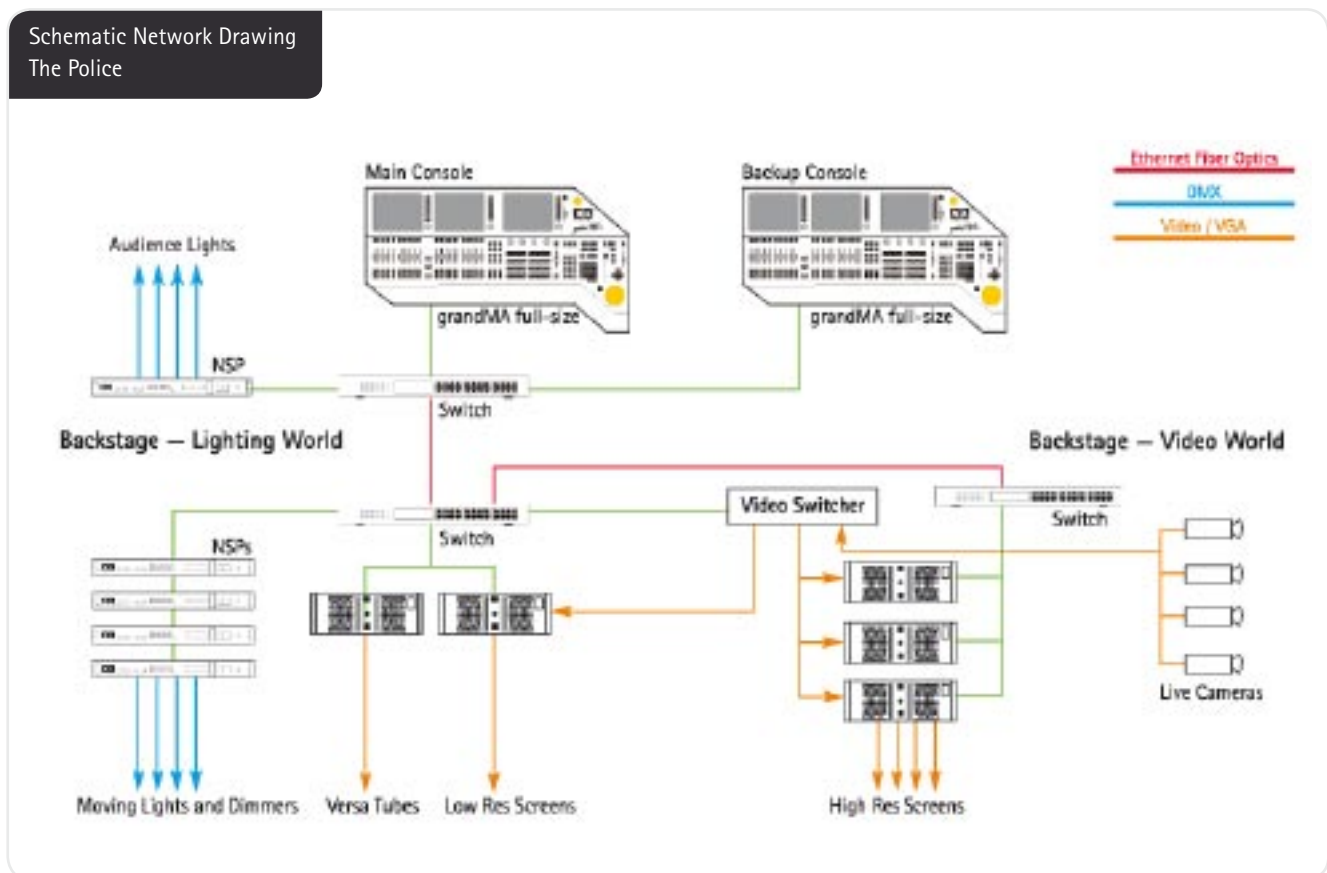 Schematic Network Drawing
The Police
Main Console
Backup Console
Ethernet Fiber Optics
DMX
Video / VGA
Audience Lights
grandMA full-size
grandMA full-size
NSP
Switch
Backstage — Lighting World
Backstage — Video World
Video Switcher
Switch
Switch
NSPs
Live Cameras
Moving Lights and Dimmers
Versa Tubes
Low Res Screens
High Res Screens